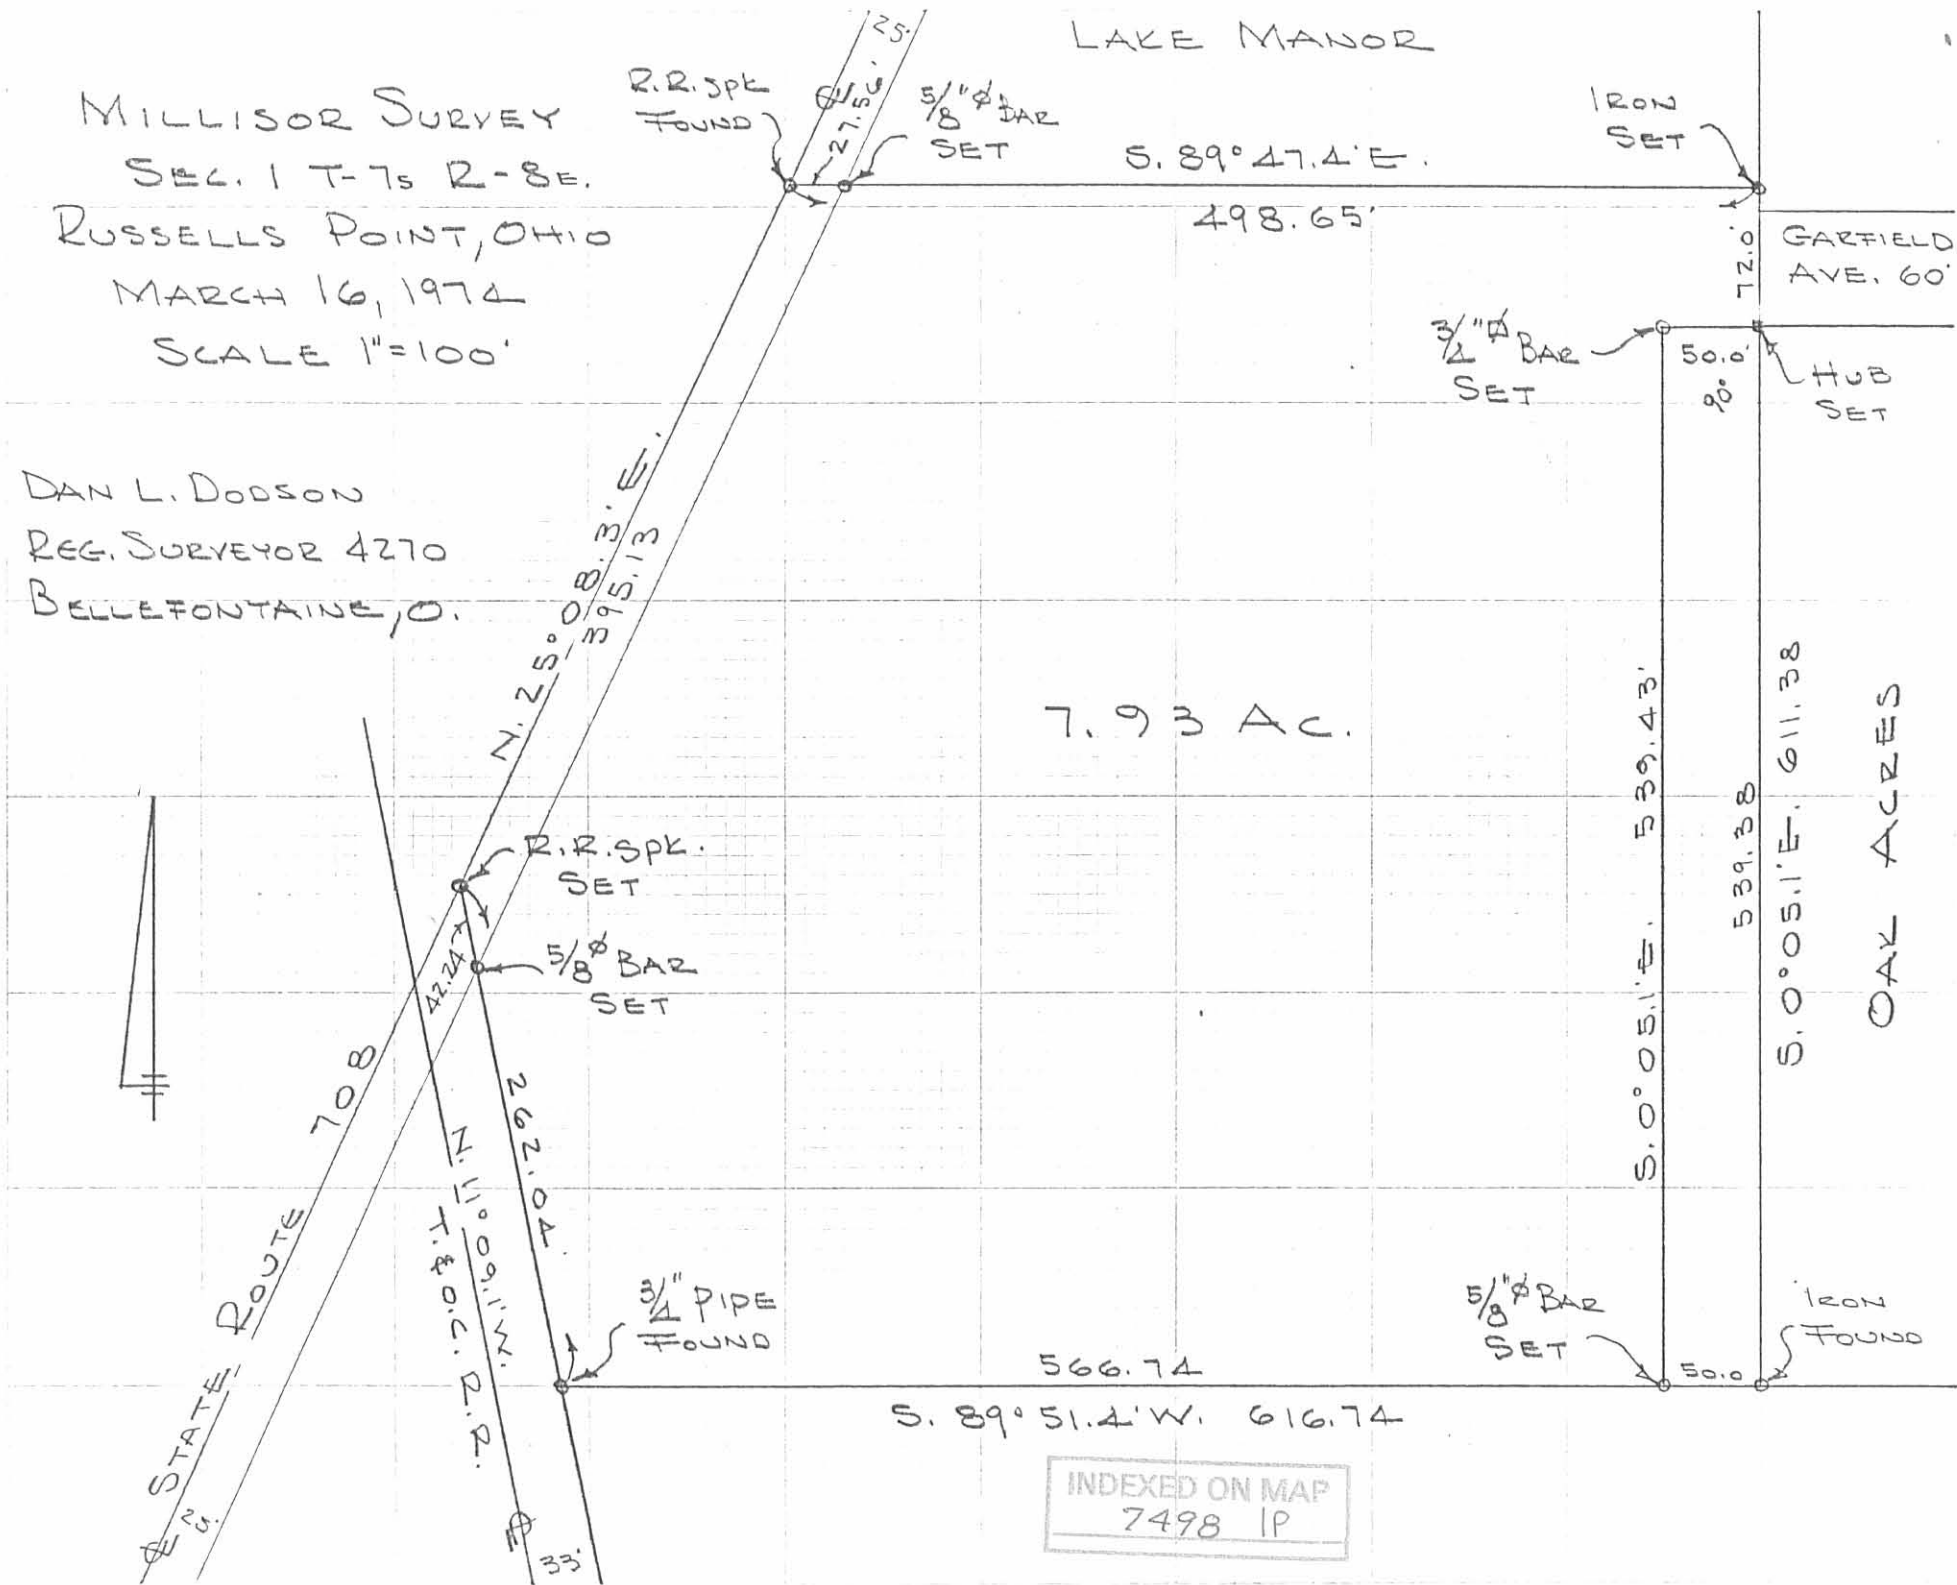 MILLISOR SURVEY
SEC. 1 T-7S R-8E.
RUSSELLS POINT, OHIO
MARCH 16, 1974
SCALE 1"=100'
DAN L. DODSON
REG. SURVEYOR 4270
BELLEFONTAINE, O.
LAKE MANOR
25'
27.56'
R.R. SPK
FOUND
5/8"ø BAR
SET
S. 89° 47.4' E.
498.65'
IRON
SET
72.0'
GARFIELD
AVE. 60'
3/4"ø BAR
SET
50.0'
90°
HUB
SET
N. 25° 08.3' E.
395.13
7.93 AC.
R.R. SPK.
SET
5/8ø BAR
SET
42.24
262.04
N. 11° 09.1' W.
T. & O.C. R.R.
33'
STATE ROUTE 708
25'
3/4" PIPE
FOUND
566.74
S. 89° 51.4' W. 616.74
5/8"ø BAR
SET
50.0
IRON
FOUND
S. 0° 05.1' E. 539.43'
539.38
S. 0° 05.1' E. 611.38
OAK ACRES
INDEXED ON MAP
7498 IP